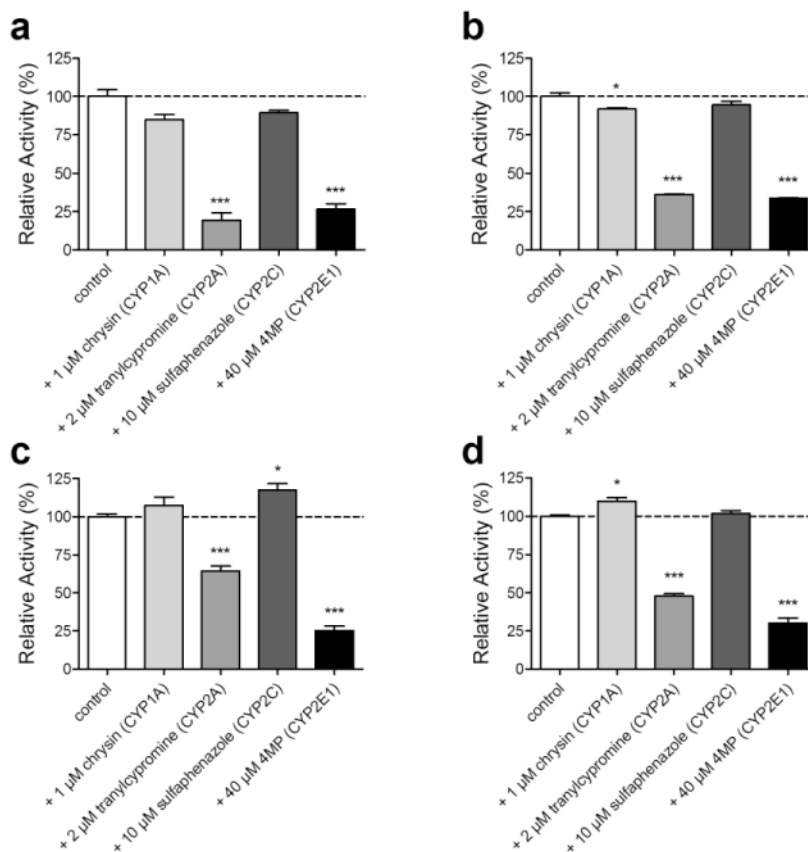 a
Relative Activity (%)
125
100
75
50
25
0
***
***
control
+ 1 µM chrysin (CYP1A)
+ 2 µM tranylcypromine (CYP2A)
+ 10 µM sulfaphenazole (CYP2C)
+ 40 µM 4MP (CYP2E1)
b
Relative Activity (%)
125
100
75
50
25
0
*
***
***
control
+ 1 µM chrysin (CYP1A)
+ 2 µM tranylcypromine (CYP2A)
+ 10 µM sulfaphenazole (CYP2C)
+ 40 µM 4MP (CYP2E1)
c
Relative Activity (%)
125
100
75
50
25
0
***
*
***
control
+ 1 µM chrysin (CYP1A)
+ 2 µM tranylcypromine (CYP2A)
+ 10 µM sulfaphenazole (CYP2C)
+ 40 µM 4MP (CYP2E1)
d
Relative Activity (%)
125
100
75
50
25
0
*
***
***
control
+ 1 µM chrysin (CYP1A)
+ 2 µM tranylcypromine (CYP2A)
+ 10 µM sulfaphenazole (CYP2C)
+ 40 µM 4MP (CYP2E1)